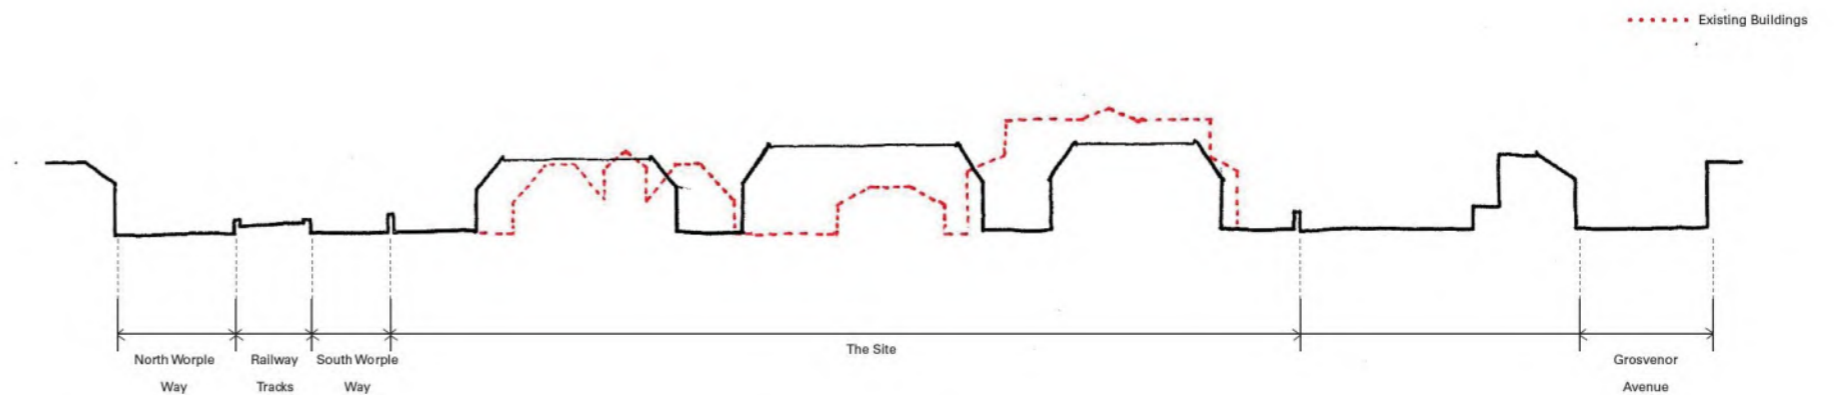 Existing Buildings
The Site
North Worple
Way
Railway
Tracks
South Worple
Way
Grosvenor
Avenue